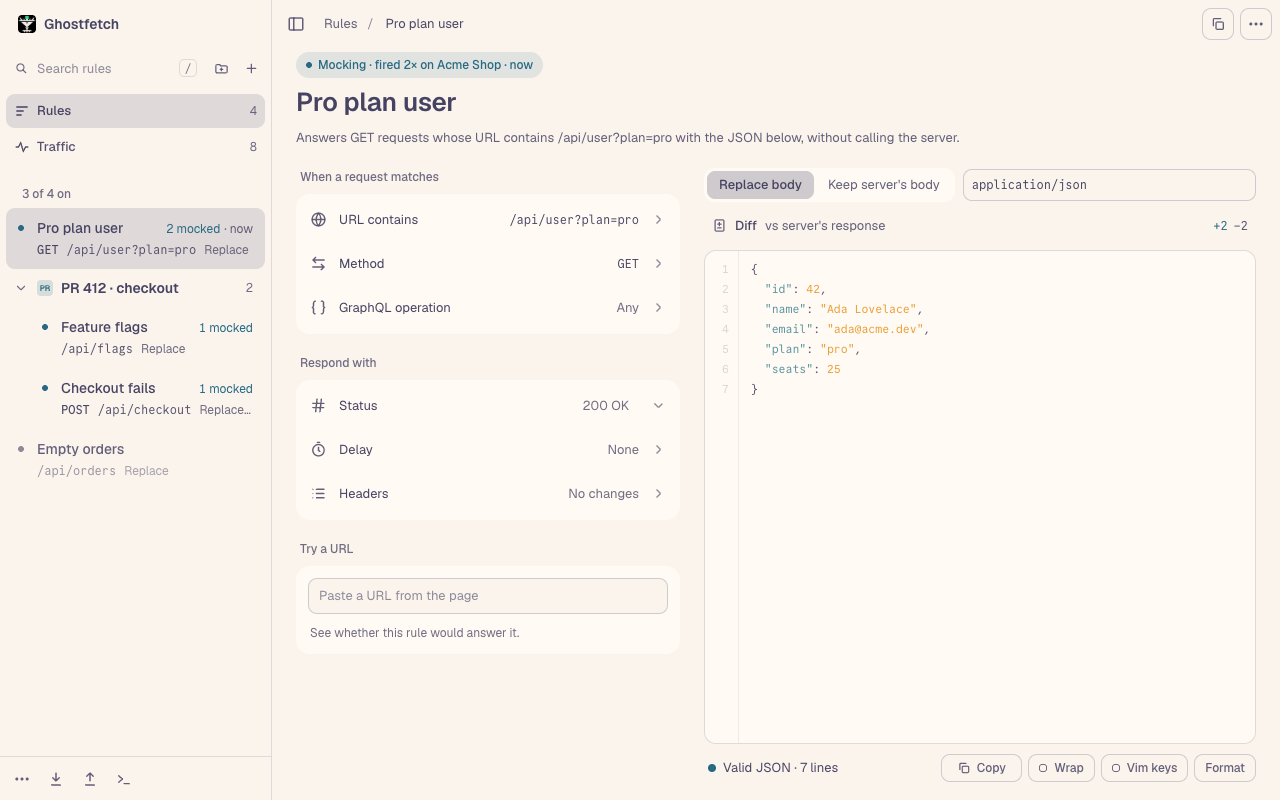 Ghostfetch
Search rules /
Rules 4
Traffic 8
3 of 4 on
Pro plan user 2 mocked · now
GET /api/user?plan=pro Replace
PR PR 412 · checkout 2
Feature flags 1 mocked
/api/flags Replace
Checkout fails 1 mocked
POST /api/checkout Replace…
Empty orders
/api/orders Replace
Rules / Pro plan user
Mocking · fired 2× on Acme Shop · now
Pro plan user
Answers GET requests whose URL contains /api/user?plan=pro with the JSON below, without calling the server.
When a request matches
URL contains /api/user?plan=pro
Method GET
GraphQL operation Any
Respond with
Status 200 OK
Delay None
Headers No changes
Try a URL
Paste a URL from the page
See whether this rule would answer it.
Replace body Keep server's body application/json
Diff vs server's response +2 −2
1 {
2 "id": 42,
3 "name": "Ada Lovelace",
4 "email": "ada@acme.dev",
5 "plan": "pro",
6 "seats": 25
7 }
Valid JSON · 7 lines Copy Wrap Vim keys Format